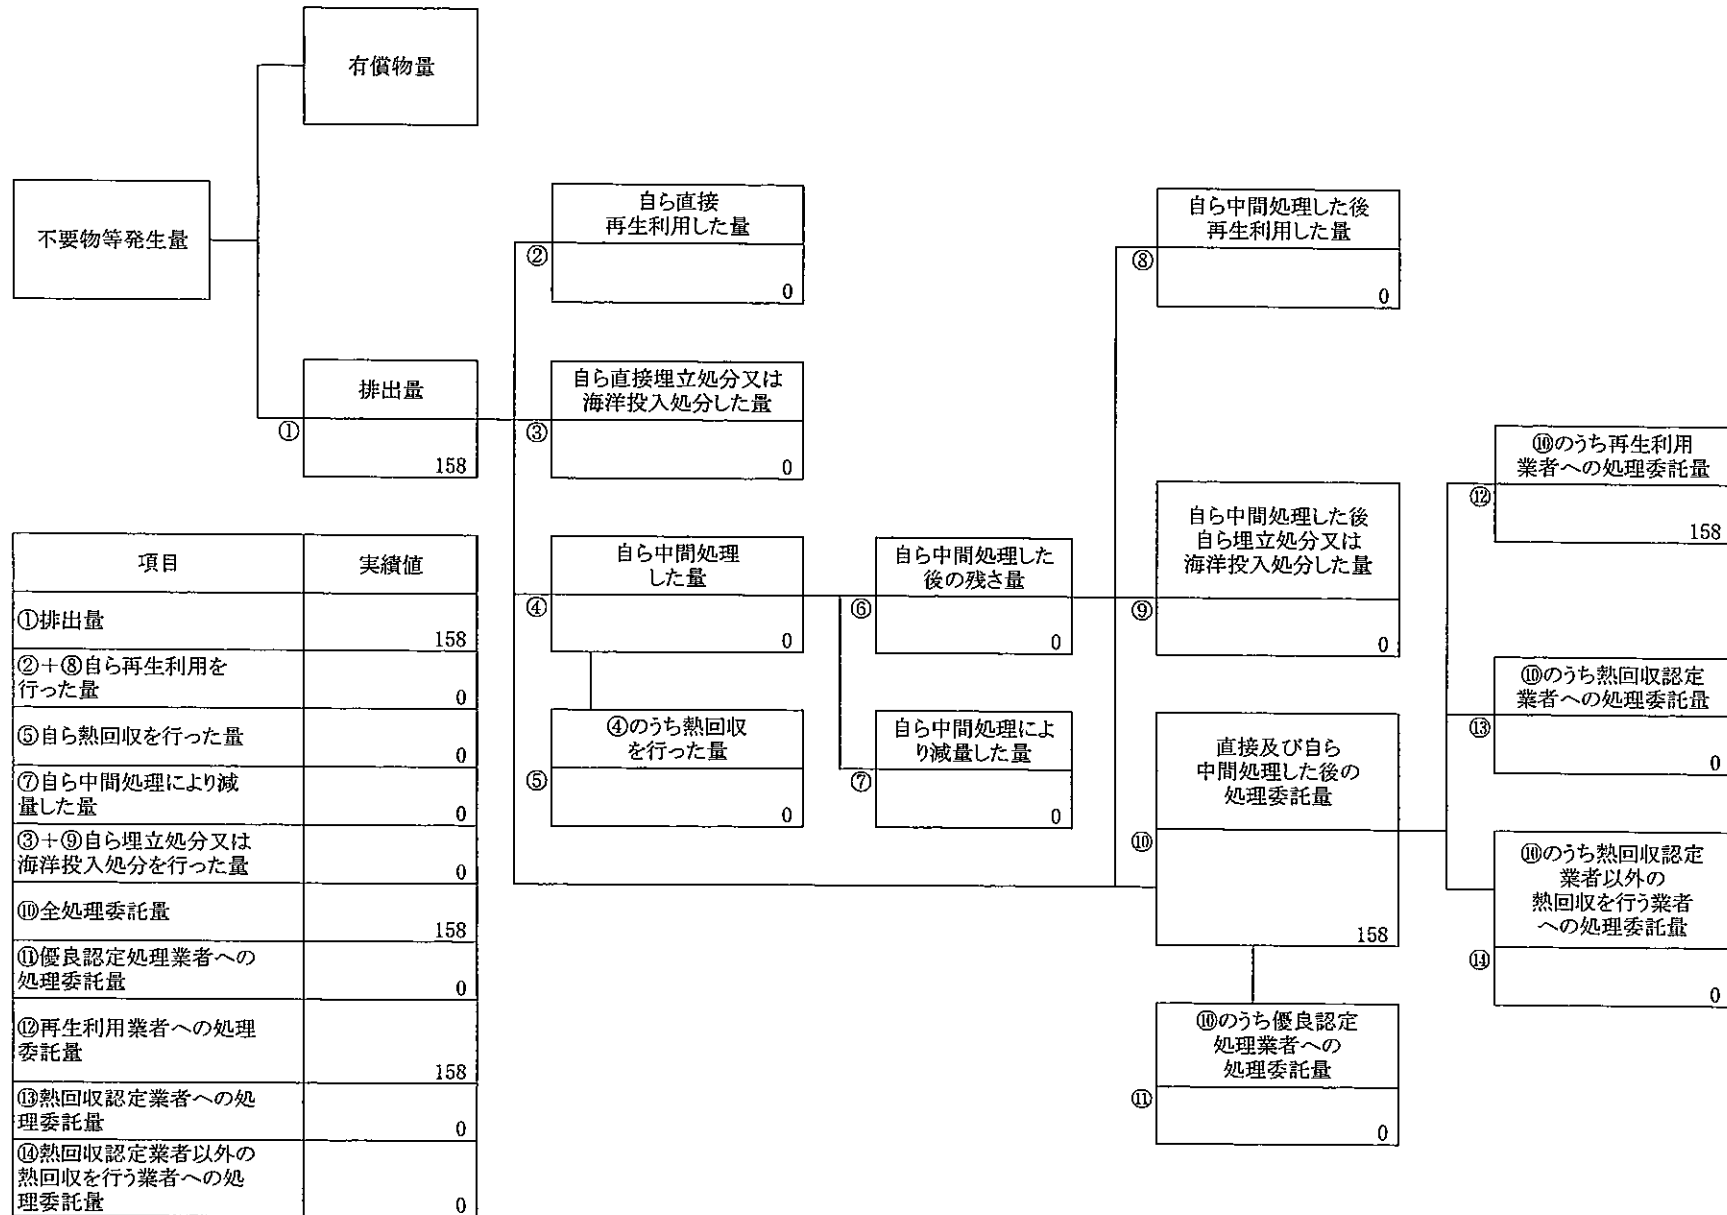 有償物量
不要物等発生量
自ら直接
再生利用した量
②
0
自ら中間処理した後
再生利用した量
⑧
0
排出量
①
158
自ら直接埋立処分又は
海洋投入処分した量
③
0
⑩のうち再生利用
業者への処理委託量
⑫
158
自ら中間処理
した量
④
0
自ら中間処理した
後の残さ量
⑥
0
自ら中間処理した後
自ら埋立処分又は
海洋投入処分した量
⑨
0
④のうち熱回収
を行った量
⑤
0
自ら中間処理によ
り減量した量
⑦
0
直接及び自ら
中間処理した後の
処理委託量
⑩
158
⑩のうち熱回収認定
業者への処理委託量
⑬
0
⑩のうち熱回収認定
業者以外の
熱回収を行う業者
への処理委託量
⑭
0
⑩のうち優良認定
処理業者への
処理委託量
⑪
0
項目 実績値
①排出量
158
②+⑧自ら再生利用を
行った量
0
⑤自ら熱回収を行った量
0
⑦自ら中間処理により減
量した量
0
③+⑨自ら埋立処分又は
海洋投入処分を行った量
0
⑩全処理委託量
158
⑪優良認定処理業者への
処理委託量
0
⑫再生利用業者への処理
委託量
158
⑬熱回収認定業者への処
理委託量
0
⑭熱回収認定業者以外の
熱回収を行う業者への処
理委託量
0